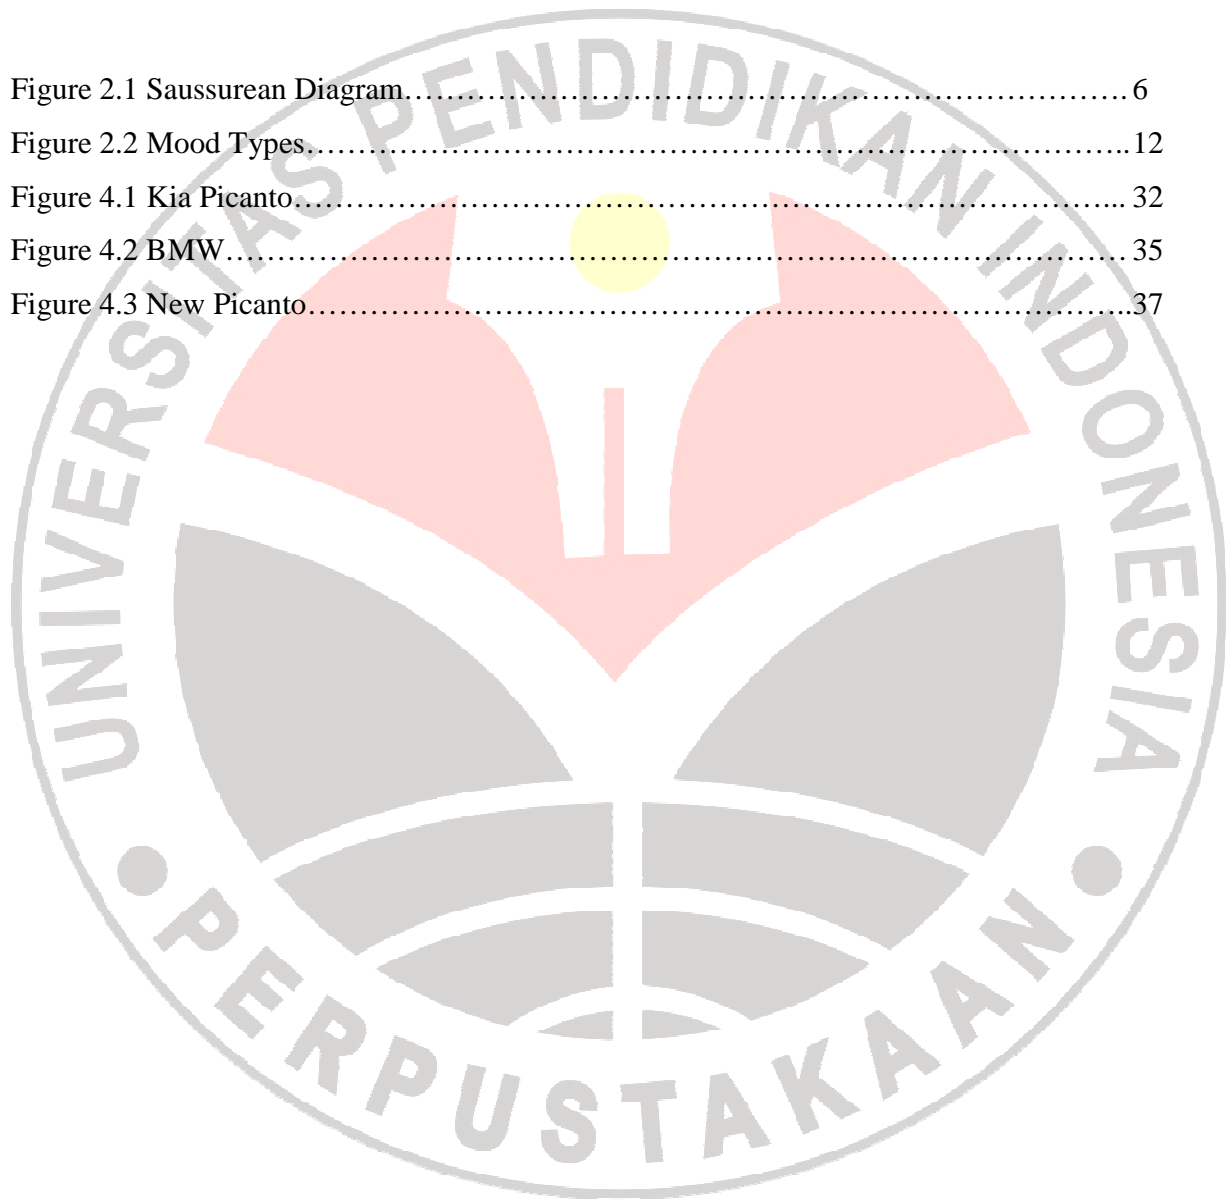 Figure 2.1 Saussurean Diagram……………………………………………………………………. 6
Figure 2.2 Mood Types……………………………………………………………………………..12
Figure 4.1 Kia Picanto……………………………………………………………………………... 32
Figure 4.2 BMW…………………………………………………………………………………… 35
Figure 4.3 New Picanto……………………………………………………………………………..37
UNIVERSITAS PENDIDIKAN INDONESIA
PERPUSTAKAAN